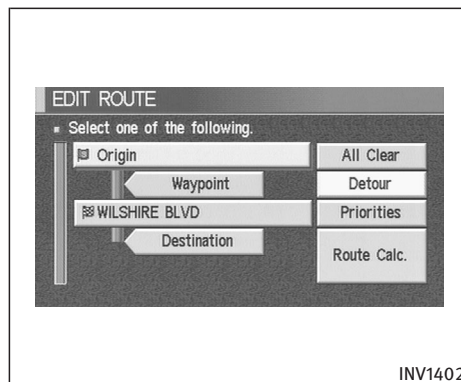 EDIT ROUTE
Select one of the following.
Origin
All Clear
Waypoint
Detour
WILSHIRE BLVD
Priorities
Destination
Route Calc.
INV1402